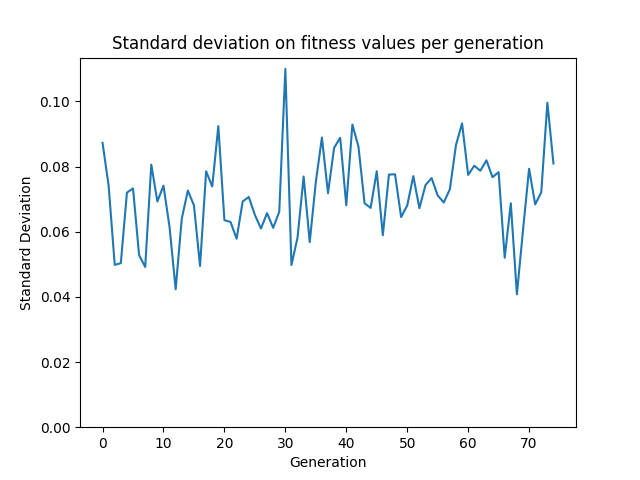 Standard deviation on fitness values per generation
Standard Deviation
0.10
0.08
0.06
0.04
0.02
0.00
0 10 20 30 40 50 60 70
Generation